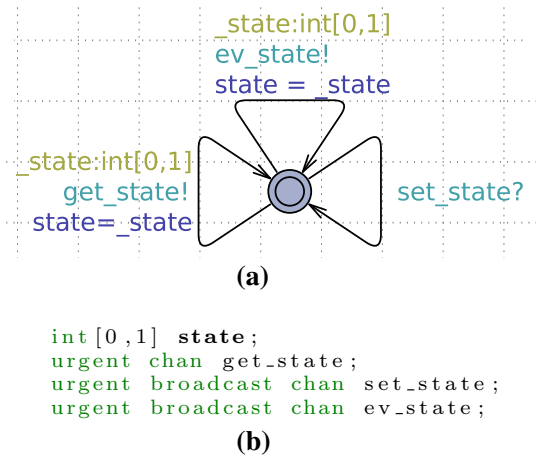 _state:int[0,1]
ev_state!
state = _state
_state:int[0,1]
get_state!
state=_state
set_state?
(a)
int[0,1] state;
urgent chan get_state;
urgent broadcast chan set_state;
urgent broadcast chan ev_state;
(b)